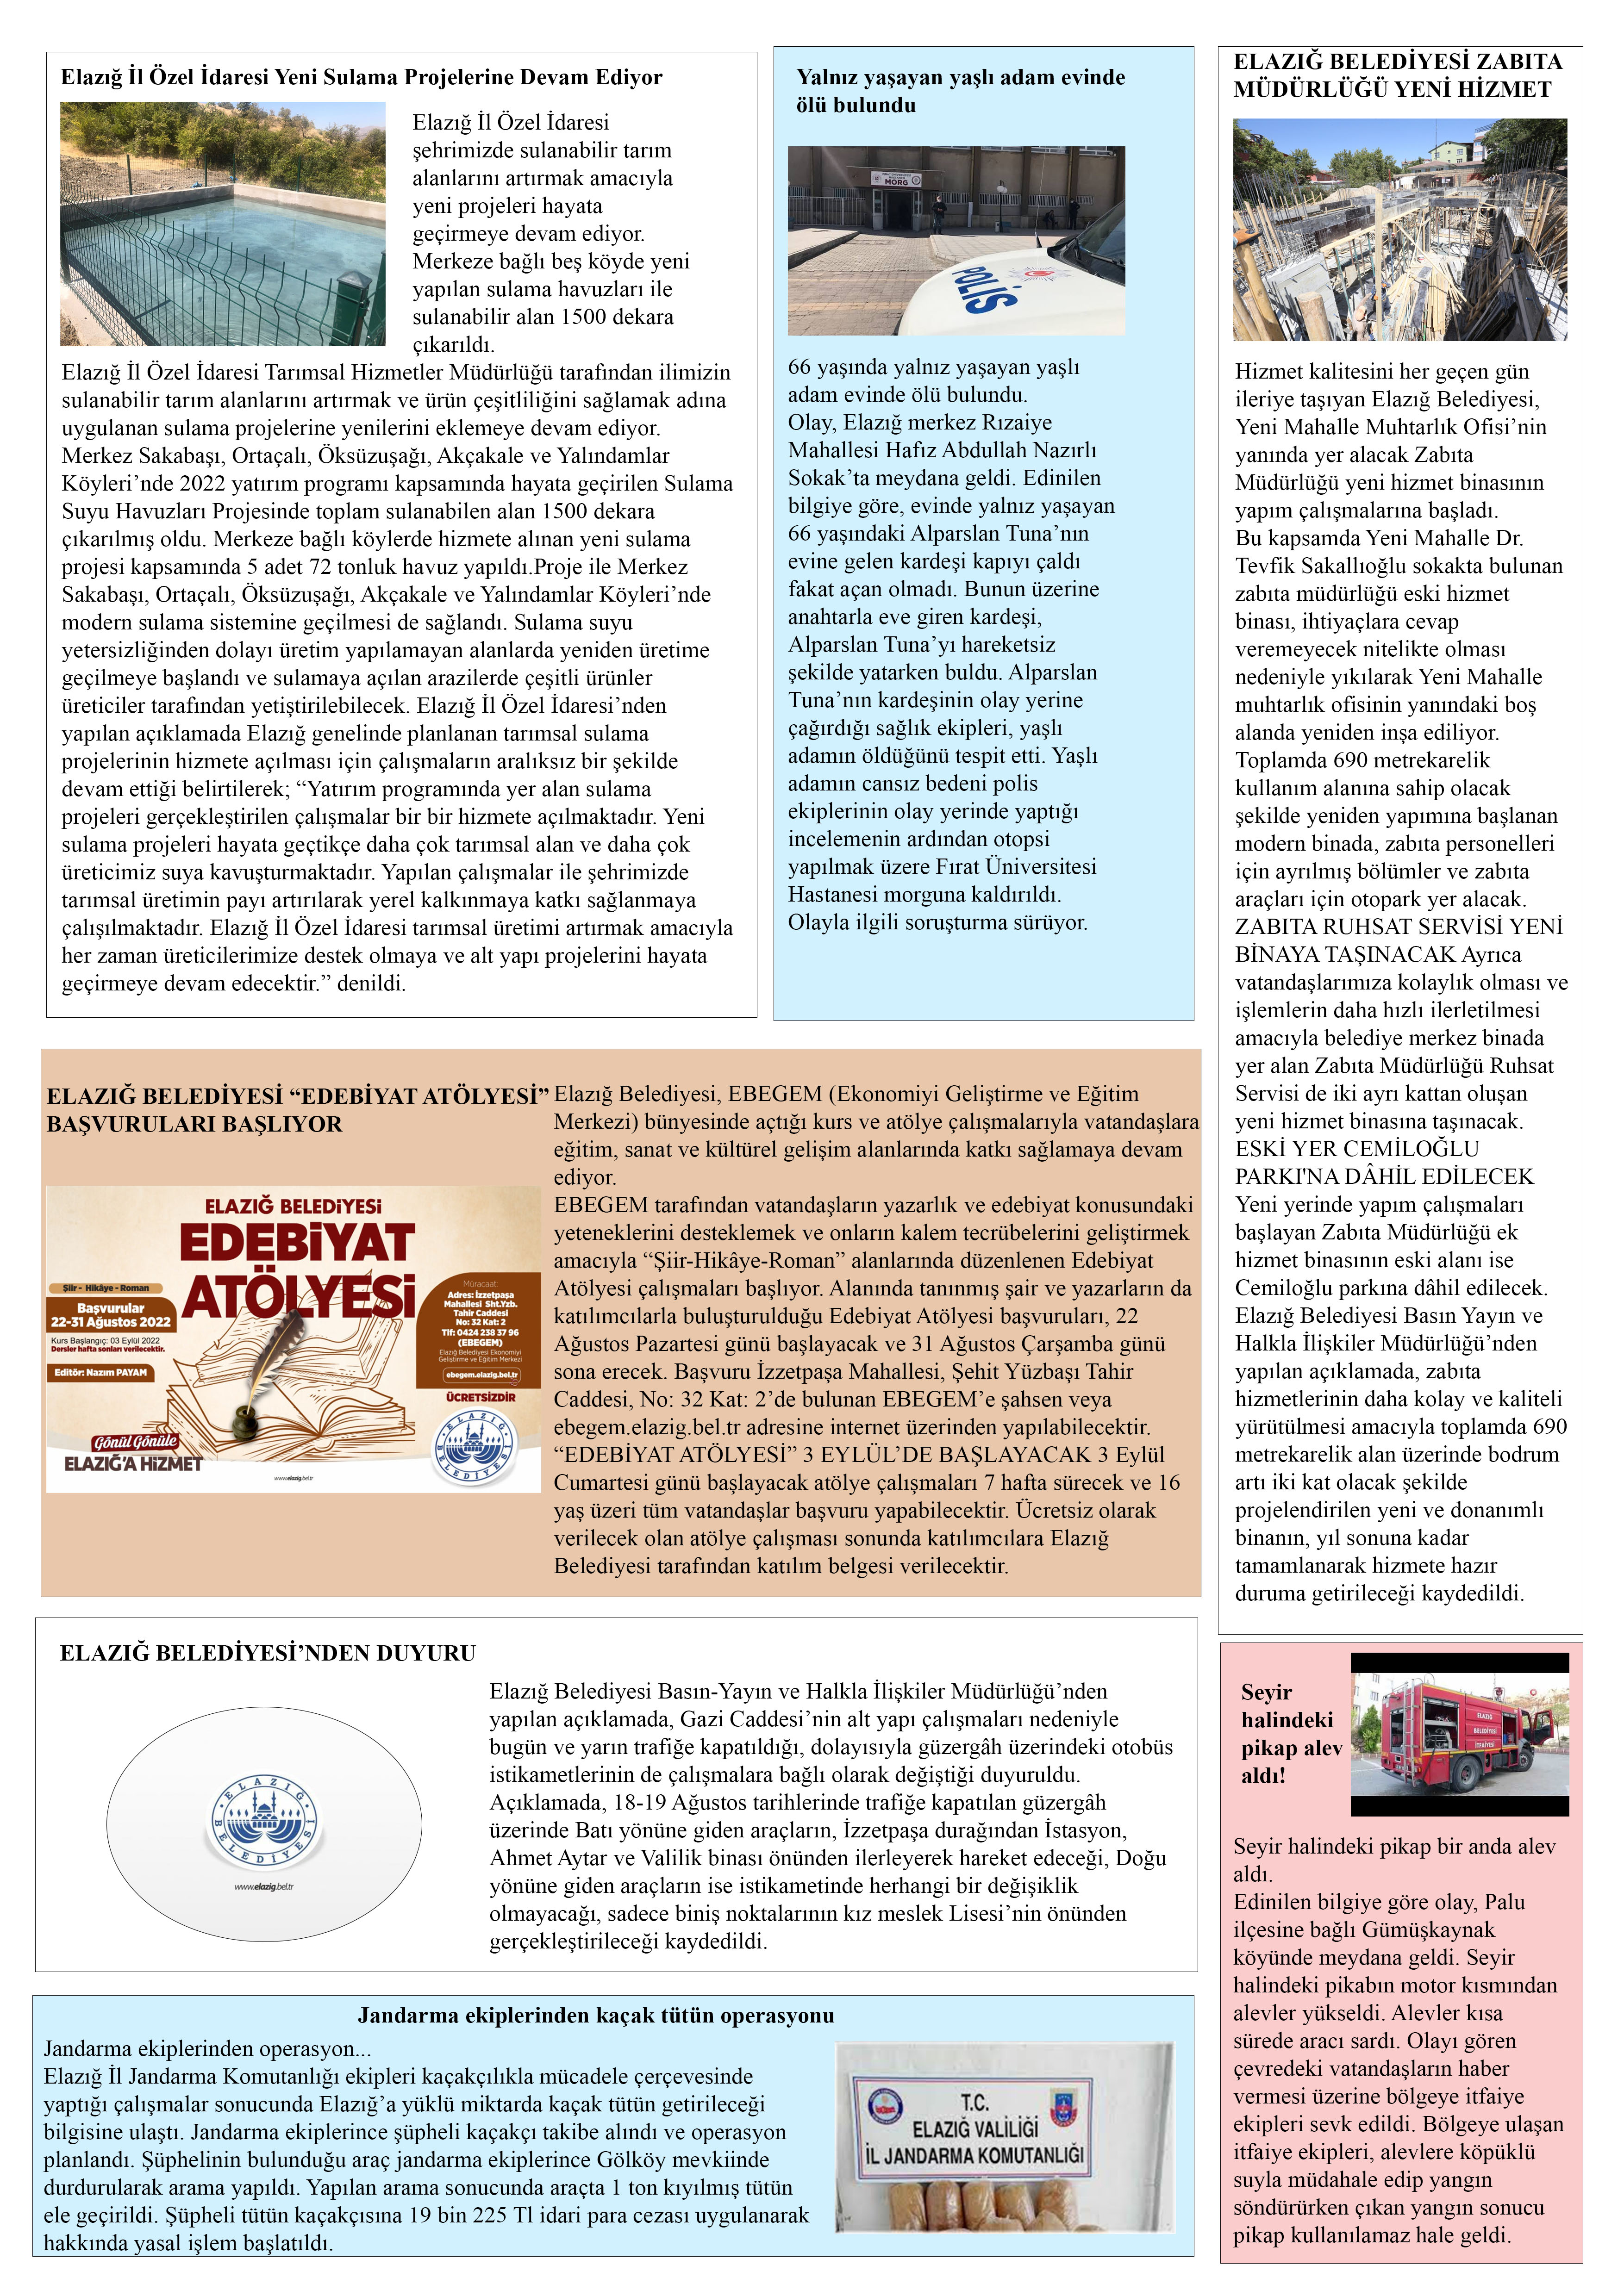 Elazığ İl Özel İdaresi Yeni Sulama Projelerine Devam Ediyor
Elazığ İl Özel İdaresi
şehrimizde sulanabilir tarım
alanlarını artırmak amacıyla
yeni projeleri hayata
geçirmeye devam ediyor.
Merkeze bağlı beş köyde yeni
yapılan sulama havuzları ile
sulanabilir alan 1500 dekara
çıkarıldı.
Elazığ İl Özel İdaresi Tarımsal Hizmetler Müdürlüğü tarafından ilimizin
sulanabilir tarım alanlarını artırmak ve ürün çeşitliliğini sağlamak adına
uygulanan sulama projelerine yenilerini eklemeye devam ediyor.
Merkez Sakabaşı, Ortaçalı, Öksüzuşağı, Akçakale ve Yalındamlar
Köyleri’nde 2022 yatırım programı kapsamında hayata geçirilen Sulama
Suyu Havuzları Projesinde toplam sulanabilen alan 1500 dekara
çıkarılmış oldu. Merkeze bağlı köylerde hizmete alınan yeni sulama
projesi kapsamında 5 adet 72 tonluk havuz yapıldı.Proje ile Merkez
Sakabaşı, Ortaçalı, Öksüzuşağı, Akçakale ve Yalındamlar Köyleri’nde
modern sulama sistemine geçilmesi de sağlandı. Sulama suyu
yetersizliğinden dolayı üretim yapılamayan alanlarda yeniden üretime
geçilmeye başlandı ve sulamaya açılan arazilerde çeşitli ürünler
üreticiler tarafından yetiştirilebilecek. Elazığ İl Özel İdaresi’nden
yapılan açıklamada Elazığ genelinde planlanan tarımsal sulama
projelerinin hizmete açılması için çalışmaların aralıksız bir şekilde
devam ettiği belirtilerek; “Yatırım programında yer alan sulama
projeleri gerçekleştirilen çalışmalar bir bir hizmete açılmaktadır. Yeni
sulama projeleri hayata geçtikçe daha çok tarımsal alan ve daha çok
üreticimiz suya kavuşturmaktadır. Yapılan çalışmalar ile şehrimizde
tarımsal üretimin payı artırılarak yerel kalkınmaya katkı sağlanmaya
çalışılmaktadır. Elazığ İl Özel İdaresi tarımsal üretimi artırmak amacıyla
her zaman üreticilerimize destek olmaya ve alt yapı projelerini hayata
geçirmeye devam edecektir.” denildi.
Yalnız yaşayan yaşlı adam evinde
ölü bulundu
MORG
POLİS
66 yaşında yalnız yaşayan yaşlı
adam evinde ölü bulundu.
Olay, Elazığ merkez Rızaiye
Mahallesi Hafız Abdullah Nazırlı
Sokak’ta meydana geldi. Edinilen
bilgiye göre, evinde yalnız yaşayan
66 yaşındaki Alparslan Tuna’nın
evine gelen kardeşi kapıyı çaldı
fakat açan olmadı. Bunun üzerine
anahtarla eve giren kardeşi,
Alparslan Tuna’yı hareketsiz
şekilde yatarken buldu. Alparslan
Tuna’nın kardeşinin olay yerine
çağırdığı sağlık ekipleri, yaşlı
adamın öldüğünü tespit etti. Yaşlı
adamın cansız bedeni polis
ekiplerinin olay yerinde yaptığı
incelemenin ardından otopsi
yapılmak üzere Fırat Üniversitesi
Hastanesi morguna kaldırıldı.
Olayla ilgili soruşturma sürüyor.
ELAZIĞ BELEDİYESİ ZABITA
MÜDÜRLÜĞÜ YENİ HİZMET
Hizmet kalitesini her geçen gün
ileriye taşıyan Elazığ Belediyesi,
Yeni Mahalle Muhtarlık Ofisi’nin
yanında yer alacak Zabıta
Müdürlüğü yeni hizmet binasının
yapım çalışmalarına başladı.
Bu kapsamda Yeni Mahalle Dr.
Tevfik Sakallıoğlu sokakta bulunan
zabıta müdürlüğü eski hizmet
binası, ihtiyaçlara cevap
veremeyecek nitelikte olması
nedeniyle yıkılarak Yeni Mahalle
muhtarlık ofisinin yanındaki boş
alanda yeniden inşa ediliyor.
Toplamda 690 metrekarelik
kullanım alanına sahip olacak
şekilde yeniden yapımına başlanan
modern binada, zabıta personelleri
için ayrılmış bölümler ve zabıta
araçları için otopark yer alacak.
ZABITA RUHSAT SERVİSİ YENİ
BİNAYA TAŞINACAK Ayrıca
vatandaşlarımıza kolaylık olması ve
işlemlerin daha hızlı ilerletilmesi
amacıyla belediye merkez binada
yer alan Zabıta Müdürlüğü Ruhsat
Servisi de iki ayrı kattan oluşan
yeni hizmet binasına taşınacak.
ESKİ YER CEMİLOĞLU
PARKI'NA DÂHİL EDİLECEK
Yeni yerinde yapım çalışmaları
başlayan Zabıta Müdürlüğü ek
hizmet binasının eski alanı ise
Cemiloğlu parkına dâhil edilecek.
Elazığ Belediyesi Basın Yayın ve
Halkla İlişkiler Müdürlüğü’nden
yapılan açıklamada, zabıta
hizmetlerinin daha kolay ve kaliteli
yürütülmesi amacıyla toplamda 690
metrekarelik alan üzerinde bodrum
artı iki kat olacak şekilde
projelendirilen yeni ve donanımlı
binanın, yıl sonuna kadar
tamamlanarak hizmete hazır
duruma getirileceği kaydedildi.
ELAZIĞ BELEDİYESİ “EDEBİYAT ATÖLYESİ”
BAŞVURULARI BAŞLIYOR
ELAZIĞ BELEDİYESİ
EDEBİYAT
ATÖLYESİ
Şiir - Hikâye - Roman
Başvurular
22-31 Ağustos 2022
Kurs Başlangıç: 03 Eylül 2022
Dersler hafta sonları verilecektir.
Editör: Nazım PAYAM
Müracaat:
Adres: İzzetpaşa
Mahallesi Sht.Yzb.
Tahir Caddesi
No: 32 Kat: 2
Tlf: 0424 238 37 96
(EBEGEM)
Elazığ Belediyesi Ekonomiyi
Geliştirme ve Eğitim Merkezi
ebegem.elazig.bel.tr
ÜCRETSİZDİR
ELAZIĞ BELEDİYESİ
Gönül Gönüle
ELAZIĞ'A HİZMET
www.elazig.bel.tr
Elazığ Belediyesi, EBEGEM (Ekonomiyi Geliştirme ve Eğitim
Merkezi) bünyesinde açtığı kurs ve atölye çalışmalarıyla vatandaşlara
eğitim, sanat ve kültürel gelişim alanlarında katkı sağlamaya devam
ediyor.
EBEGEM tarafından vatandaşların yazarlık ve edebiyat konusundaki
yeteneklerini desteklemek ve onların kalem tecrübelerini geliştirmek
amacıyla “Şiir-Hikâye-Roman” alanlarında düzenlenen Edebiyat
Atölyesi çalışmaları başlıyor. Alanında tanınmış şair ve yazarların da
katılımcılarla buluşturulduğu Edebiyat Atölyesi başvuruları, 22
Ağustos Pazartesi günü başlayacak ve 31 Ağustos Çarşamba günü
sona erecek. Başvuru İzzetpaşa Mahallesi, Şehit Yüzbaşı Tahir
Caddesi, No: 32 Kat: 2’de bulunan EBEGEM’e şahsen veya
ebegem.elazig.bel.tr adresine internet üzerinden yapılabilecektir.
“EDEBİYAT ATÖLYESİ” 3 EYLÜL’DE BAŞLAYACAK 3 Eylül
Cumartesi günü başlayacak atölye çalışmaları 7 hafta sürecek ve 16
yaş üzeri tüm vatandaşlar başvuru yapabilecektir. Ücretsiz olarak
verilecek olan atölye çalışması sonunda katılımcılara Elazığ
Belediyesi tarafından katılım belgesi verilecektir.
ELAZIĞ BELEDİYESİ’NDEN DUYURU
ELAZIĞ BELEDİYESİ
www.elazig.bel.tr
Elazığ Belediyesi Basın-Yayın ve Halkla İlişkiler Müdürlüğü’nden
yapılan açıklamada, Gazi Caddesi’nin alt yapı çalışmaları nedeniyle
bugün ve yarın trafiğe kapatıldığı, dolayısıyla güzergâh üzerindeki otobüs
istikametlerinin de çalışmalara bağlı olarak değiştiği duyuruldu.
Açıklamada, 18-19 Ağustos tarihlerinde trafiğe kapatılan güzergâh
üzerinde Batı yönüne giden araçların, İzzetpaşa durağından İstasyon,
Ahmet Aytar ve Valilik binası önünden ilerleyerek hareket edeceği, Doğu
yönüne giden araçların ise istikametinde herhangi bir değişiklik
olmayacağı, sadece biniş noktalarının kız meslek Lisesi’nin önünden
gerçekleştirileceği kaydedildi.
Seyir
halindeki
pikap alev
aldı!
ELAZIĞ
BELEDİYESİ
İTFAİYESİ
Seyir halindeki pikap bir anda alev
aldı.
Edinilen bilgiye göre olay, Palu
ilçesine bağlı Gümüşkaynak
köyünde meydana geldi. Seyir
halindeki pikabın motor kısmından
alevler yükseldi. Alevler kısa
sürede aracı sardı. Olayı gören
çevredeki vatandaşların haber
vermesi üzerine bölgeye itfaiye
ekipleri sevk edildi. Bölgeye ulaşan
itfaiye ekipleri, alevlere köpüklü
suyla müdahale edip yangın
söndürürken çıkan yangın sonucu
pikap kullanılamaz hale geldi.
Jandarma ekiplerinden kaçak tütün operasyonu
Jandarma ekiplerinden operasyon...
Elazığ İl Jandarma Komutanlığı ekipleri kaçakçılıkla mücadele çerçevesinde
yaptığı çalışmalar sonucunda Elazığ’a yüklü miktarda kaçak tütün getirileceği
bilgisine ulaştı. Jandarma ekiplerince şüpheli kaçakçı takibe alındı ve operasyon
planlandı. Şüphelinin bulunduğu araç jandarma ekiplerince Gölköy mevkiinde
durdurularak arama yapıldı. Yapılan arama sonucunda araçta 1 ton kıyılmış tütün
ele geçirildi. Şüpheli tütün kaçakçısına 19 bin 225 Tl idari para cezası uygulanarak
hakkında yasal işlem başlatıldı.
T.C.
ELAZIĞ VALİLİĞİ
İL JANDARMA KOMUTANLIĞI